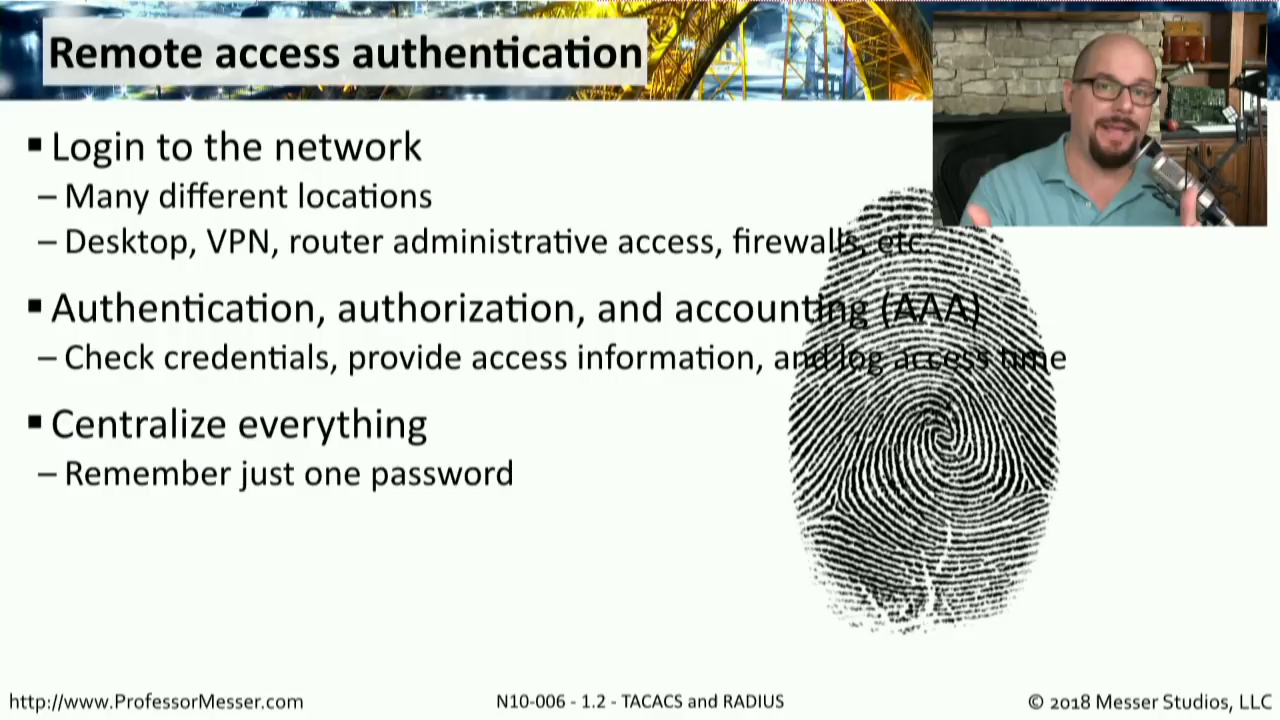 Remote access authentication
▪ Login to the network
– Many different locations
– Desktop, VPN, router administrative access, firewalls, etc.
▪ Authentication, authorization, and accounting (AAA)
– Check credentials, provide access information, and log access time
▪ Centralize everything
– Remember just one password
http://www.ProfessorMesser.com
N10-006 - 1.2 - TACACS and RADIUS
© 2018 Messer Studios, LLC